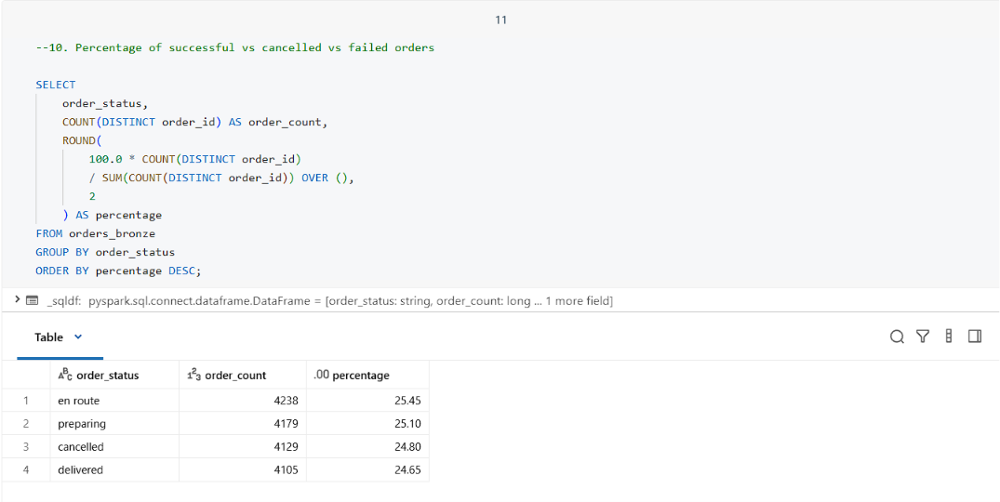 11
--10. Percentage of successful vs cancelled vs failed orders
SELECT
order_status,
COUNT(DISTINCT order_id) AS order_count,
ROUND(
100.0 * COUNT(DISTINCT order_id)
/ SUM(COUNT(DISTINCT order_id)) OVER (),
2
) AS percentage
FROM orders_bronze
GROUP BY order_status
ORDER BY percentage DESC;
_sqldf: pyspark.sql.connect.dataframe.DataFrame = [order_status: string, order_count: long ... 1 more field]
Table
ABC order_status 123 order_count .00 percentage
1 en route 4238 25.45
2 preparing 4179 25.10
3 cancelled 4129 24.80
4 delivered 4105 24.65